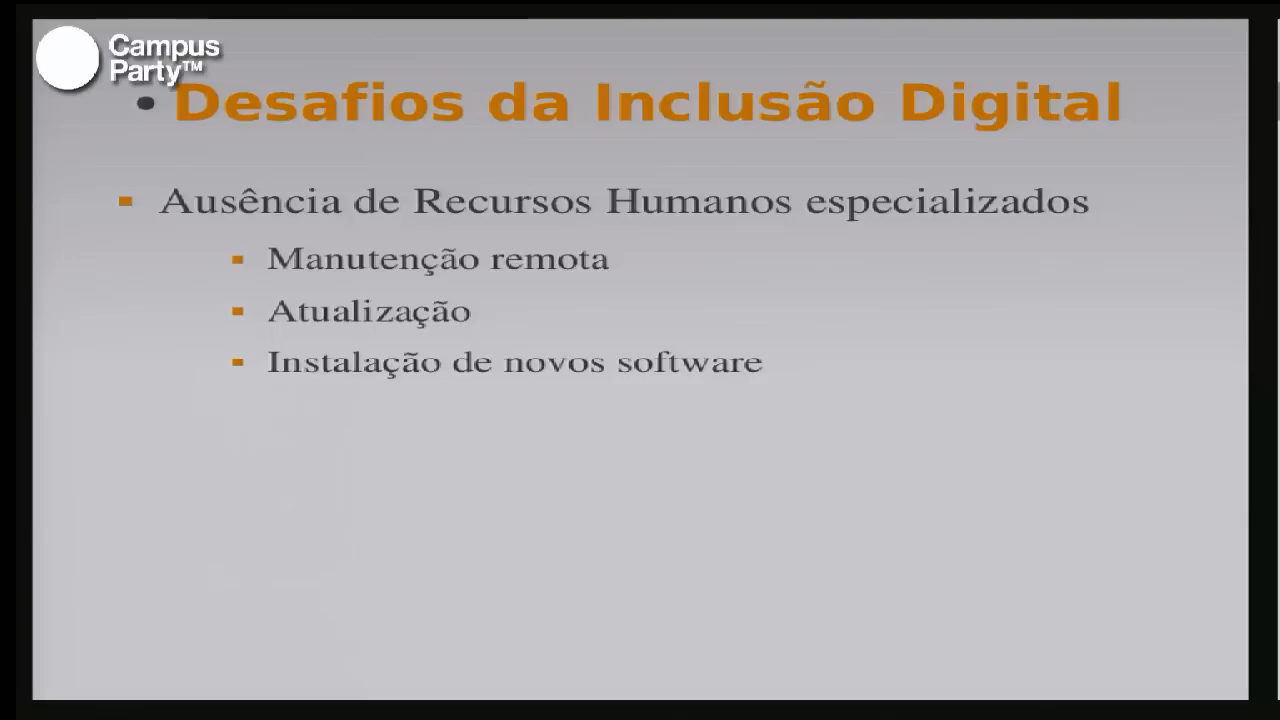 Campus
Party™
Desafios da Inclusão Digital
Ausência de Recursos Humanos especializados
Manutenção remota
Atualização
Instalação de novos software